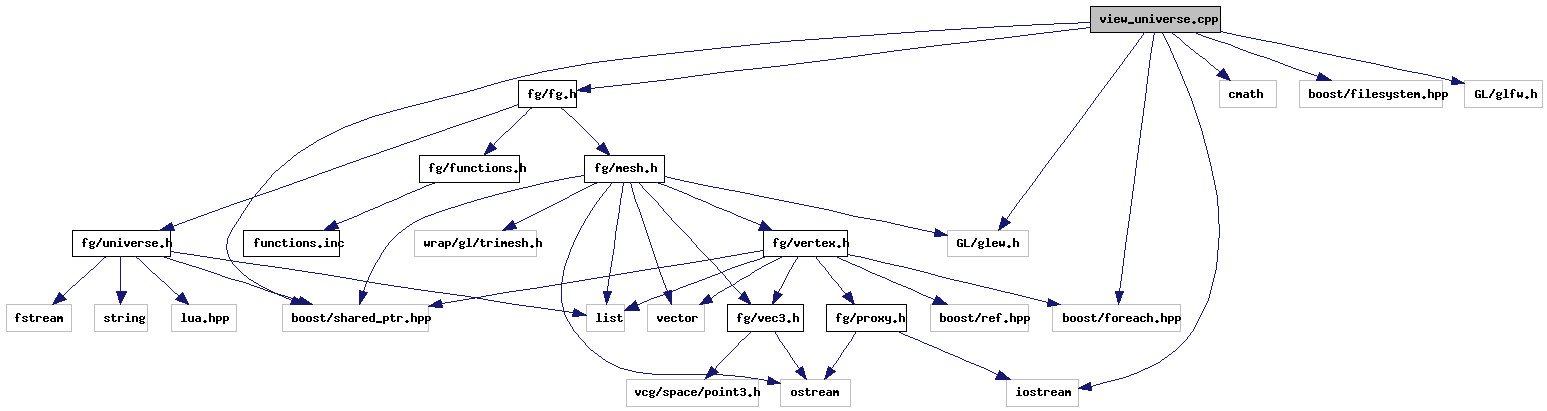 view_universe.cpp
fg/fg.h
cmath
boost/filesystem.hpp
GL/glfw.h
fg/functions.h
fg/mesh.h
fg/universe.h
functions.inc
wrap/gl/trimesh.h
fg/vertex.h
GL/glew.h
fstream
string
lua.hpp
boost/shared_ptr.hpp
list
vector
fg/vec3.h
fg/proxy.h
boost/ref.hpp
boost/foreach.hpp
vcg/space/point3.h
ostream
iostream